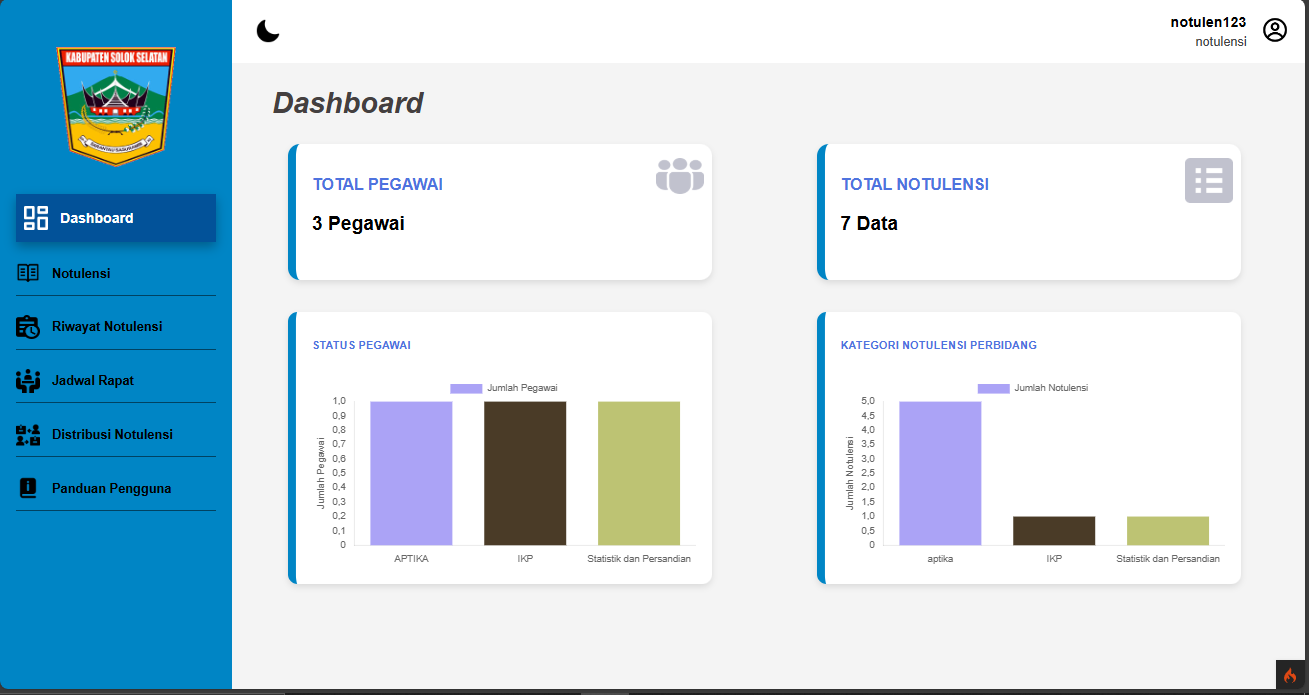 KABUPATEN SOLOK SELATAN
notulen123
notulensi
Dashboard
Notulensi
Riwayat Notulensi
Jadwal Rapat
Distribusi Notulensi
Panduan Pengguna
Dashboard
TOTAL PEGAWAI
3 Pegawai
TOTAL NOTULENSI
7 Data
STATUS PEGAWAI
Jumlah Pegawai
Jumlah Pegawai
1,0
0,9
0,8
0,7
0,6
0,5
0,4
0,3
0,2
0,1
0
APTIKA
IKP
Statistik dan Persandian
KATEGORI NOTULENSI PERBIDANG
Jumlah Notulensi
Jumlah Notulensi
5,0
4,5
4,0
3,5
3,0
2,5
2,0
1,5
1,0
0,5
0
aptika
IKP
Statistik dan Persandian